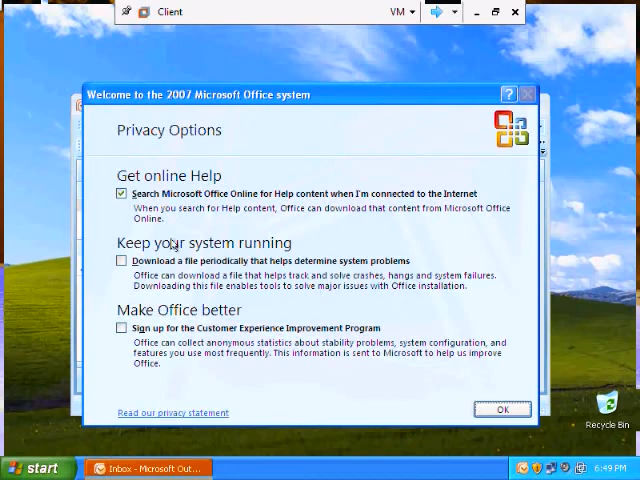 Client
VM
Welcome to the 2007 Microsoft Office system
?
Privacy Options
Get online Help
Search Microsoft Office Online for Help content when I'm connected to the Internet
When you search for Help content, Office can download that content from Microsoft Office
Online.
Keep your system running
Download a file periodically that helps determine system problems
Office can download a file that helps track and solve crashes, hangs and system failures.
Downloading this file enables tools to solve major issues with Office installation.
Make Office better
Sign up for the Customer Experience Improvement Program
Office can collect anonymous statistics about stability problems, system configuration, and
features you use most frequently. This information is sent to Microsoft to help us improve
Office.
Read our privacy statement
OK
Recycle Bin
start
Inbox - Microsoft Out...
6:49 PM